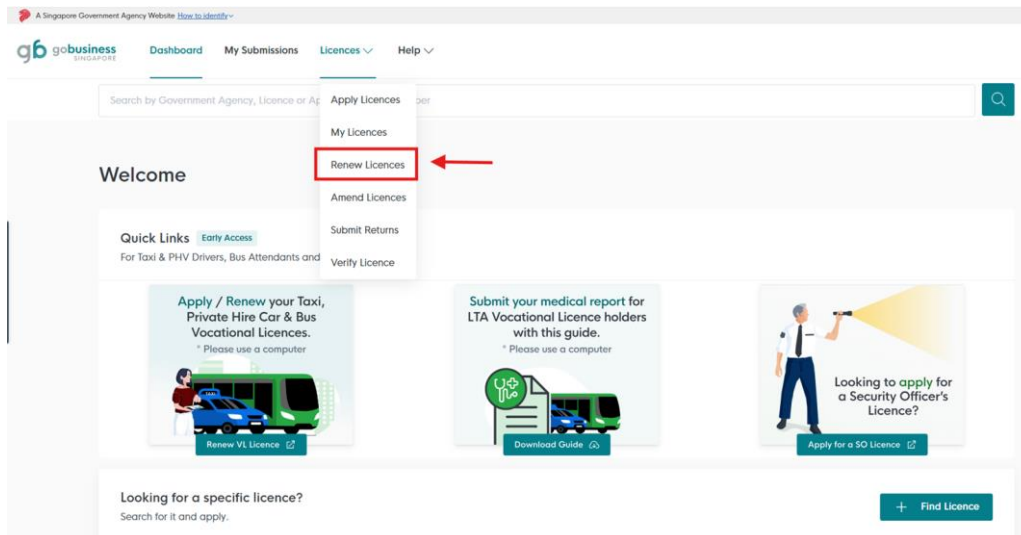 A Singapore Government Agency Website How to identify
gobusiness
SINGAPORE
Dashboard
My Submissions
Licences
Help
Search by Government Agency, Licence or Ap
Apply Licences
My Licences
Renew Licences
Amend Licences
Submit Returns
Verify Licence
Welcome
Quick Links
Early Access
For Taxi & PHV Drivers, Bus Attendants and
Apply / Renew your Taxi,
Private Hire Car & Bus
Vocational Licences.
* Please use a computer
TAXI
Renew VL Licence
Submit your medical report for
LTA Vocational Licence holders
with this guide.
* Please use a computer
Download Guide
Looking to apply for
a Security Officer's
Licence?
Apply for a SO Licence
Looking for a specific licence?
Search for it and apply.
+ Find Licence